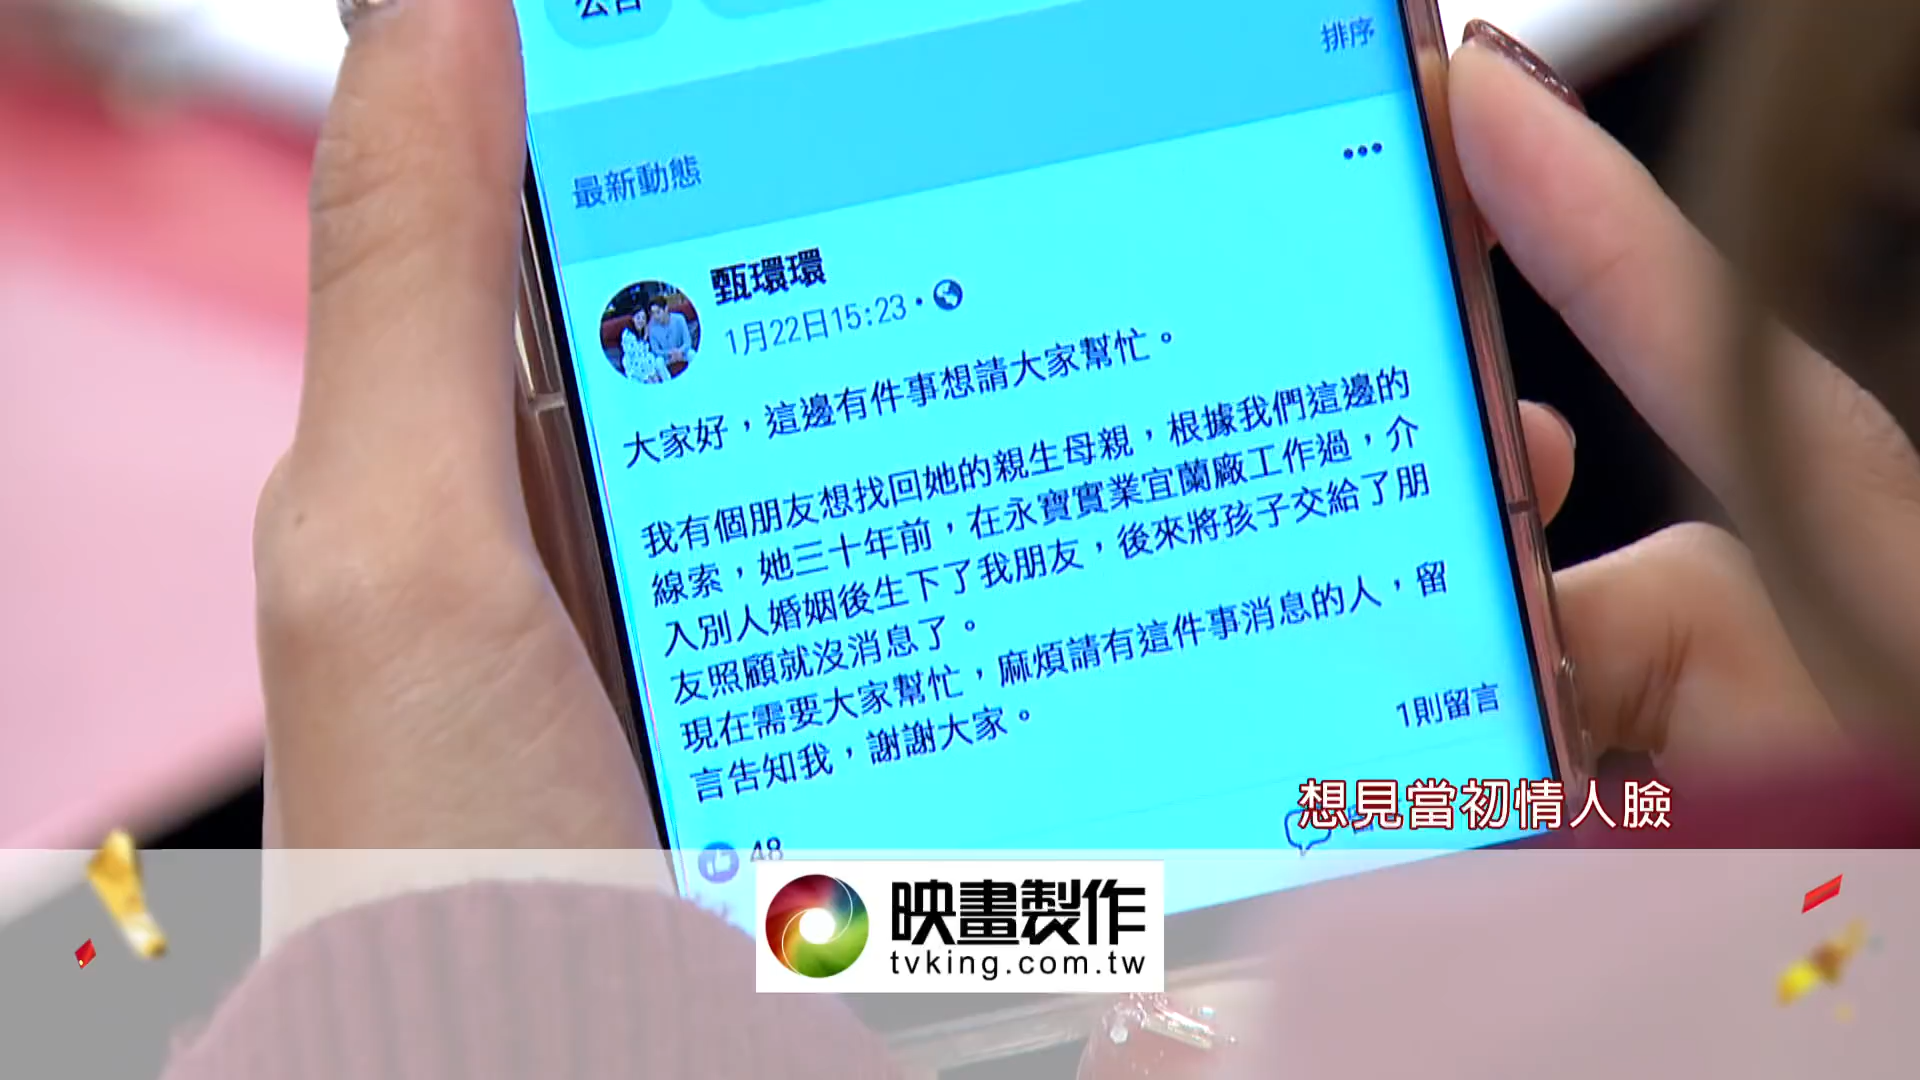 公告
排序
最新動態
甄環環
1月22日15:23
大家好，這邊有件事想請大家幫忙。
我有個朋友想找回她的親生母親，根據我們這邊的
線索，她三十年前，在永寶實業宜蘭廠工作過，介
入別人婚姻後生下了我朋友，後來將孩子交給了朋
友照顧就沒消息了。
現在需要大家幫忙，麻煩請有這件事消息的人，留
言告知我，謝謝大家。
1則留言
48
想見當初情人臉
映畫製作
tvking.com.tw